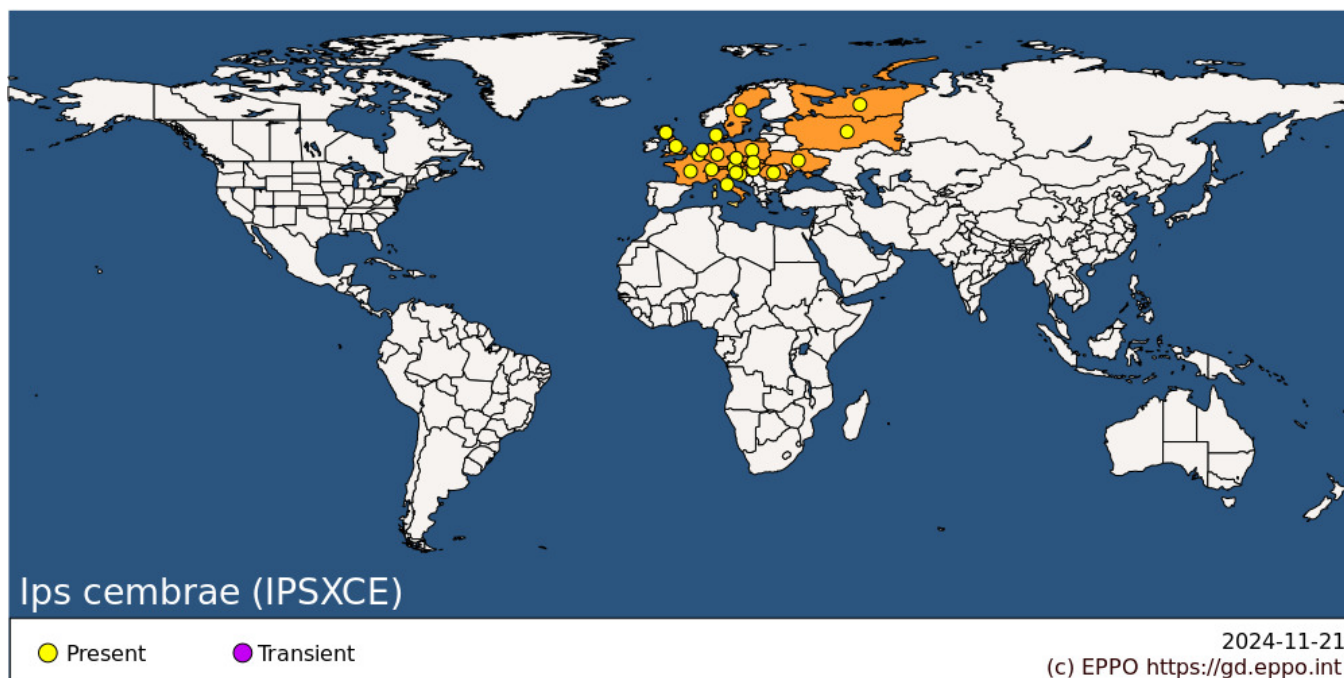 Ips cembrae (IPSXCE)
Present
Transient
2024-11-21
(c) EPPO https://gd.eppo.int